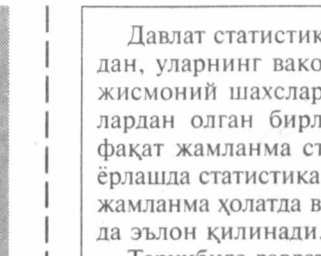 Давлат статистик
дан, уларнинг вако
жисмоний шахслар
лардан олган бирл
фақат жамланма ст
ёрлашда статистика
жамланма ҳолатда в
да эълон қилинади.